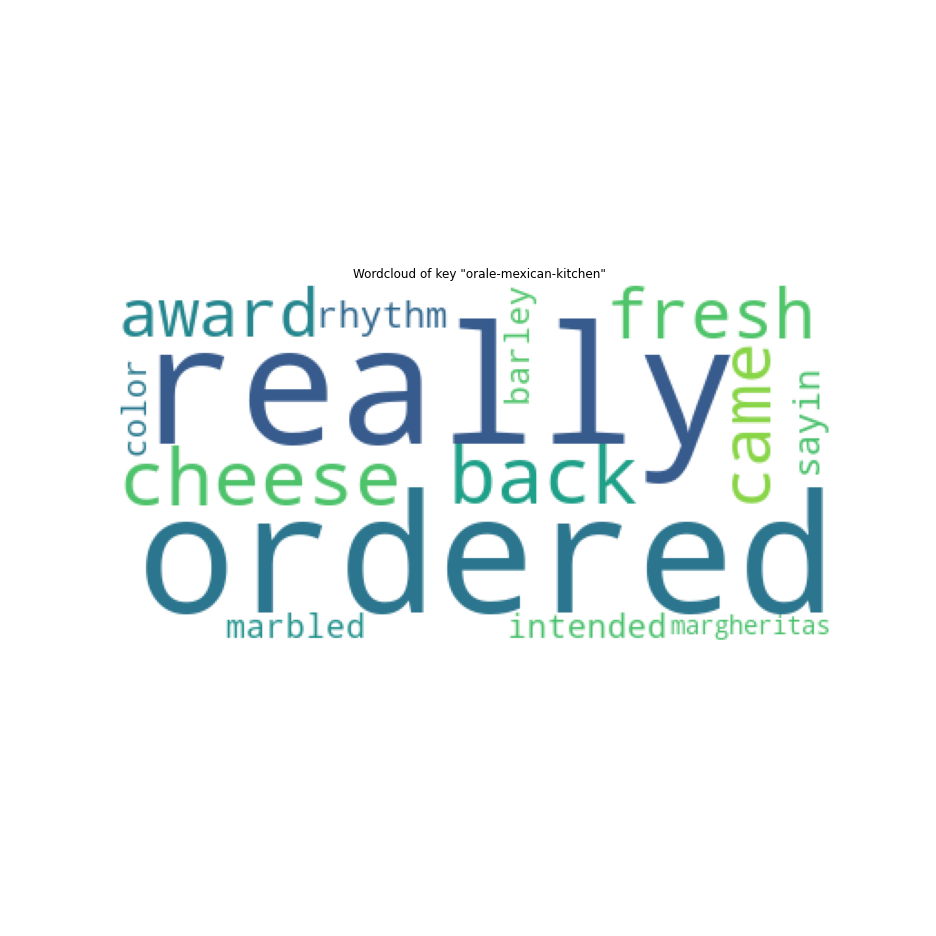 Wordcloud of key "orale-mexican-kitchen"
award
rhythm
barley
fresh
color
really
came
sayin
cheese
back
ordered
marbled
intended
margheritas